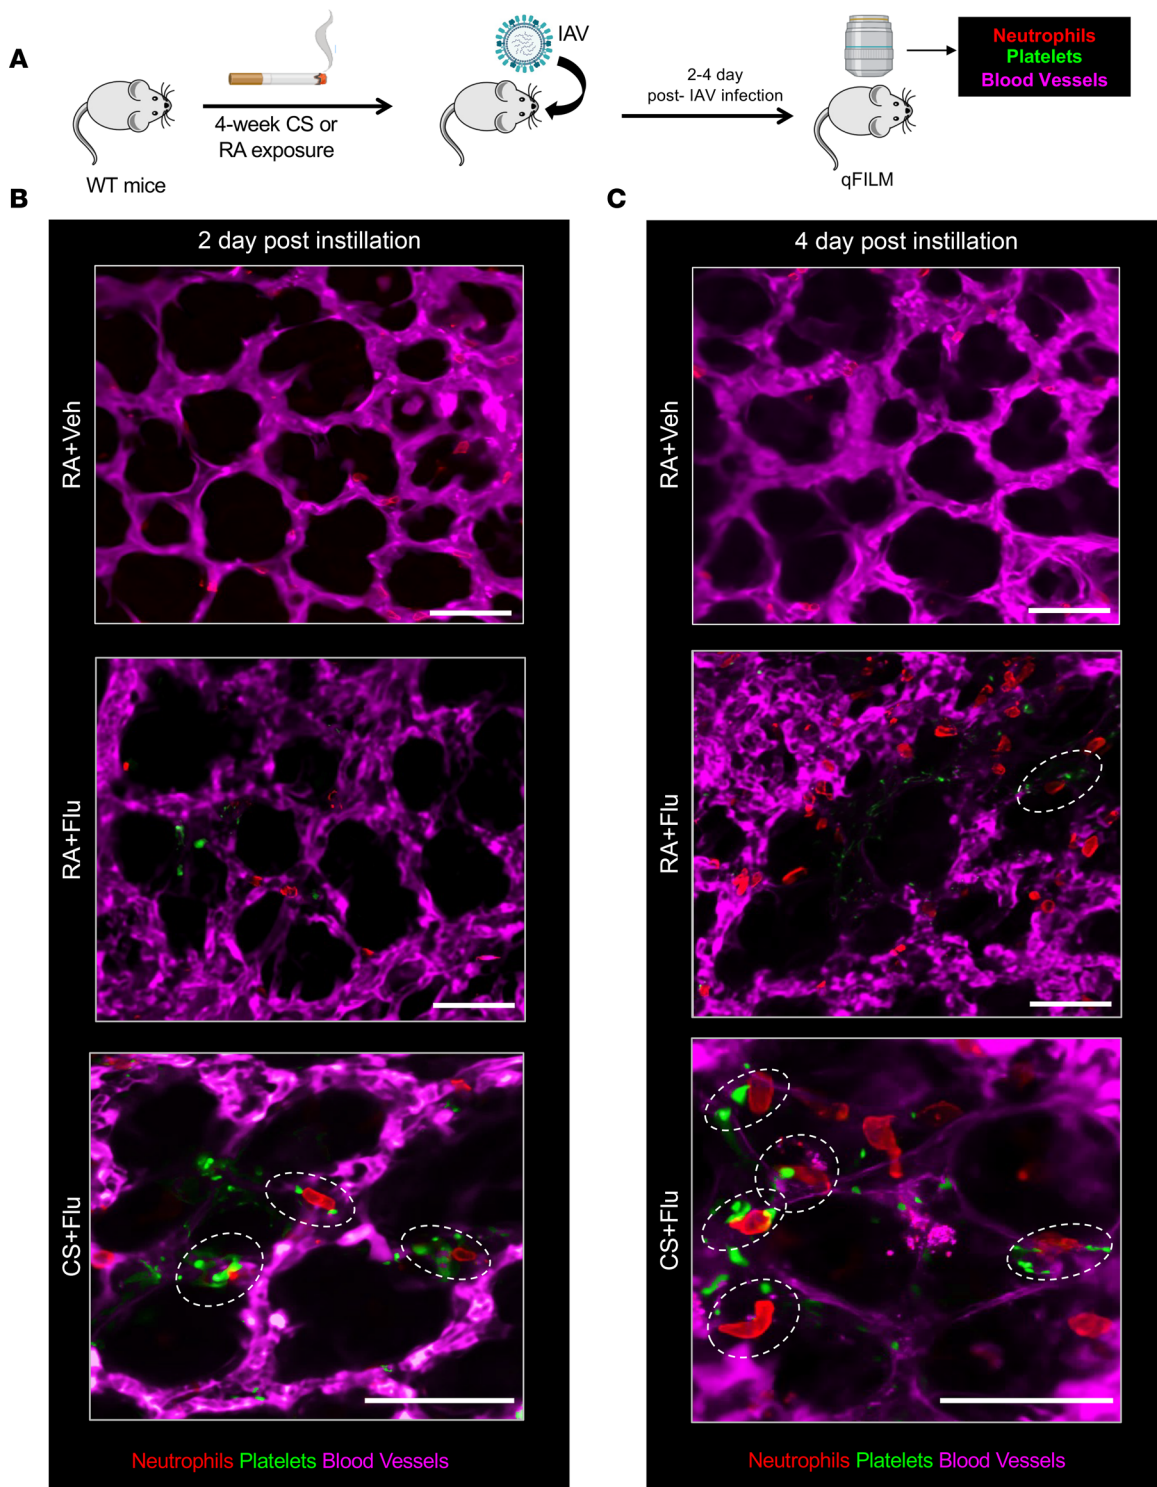 A
IAV
4-week CS or
RA exposure
2-4 day
post- IAV infection
Neutrophils
Platelets
Blood Vessels
WT mice
qFILM
B
2 day post instillation
RA+Veh
RA+Flu
CS+Flu
Neutrophils Platelets Blood Vessels
C
4 day post instillation
RA+Veh
RA+Flu
CS+Flu
Neutrophils Platelets Blood Vessels